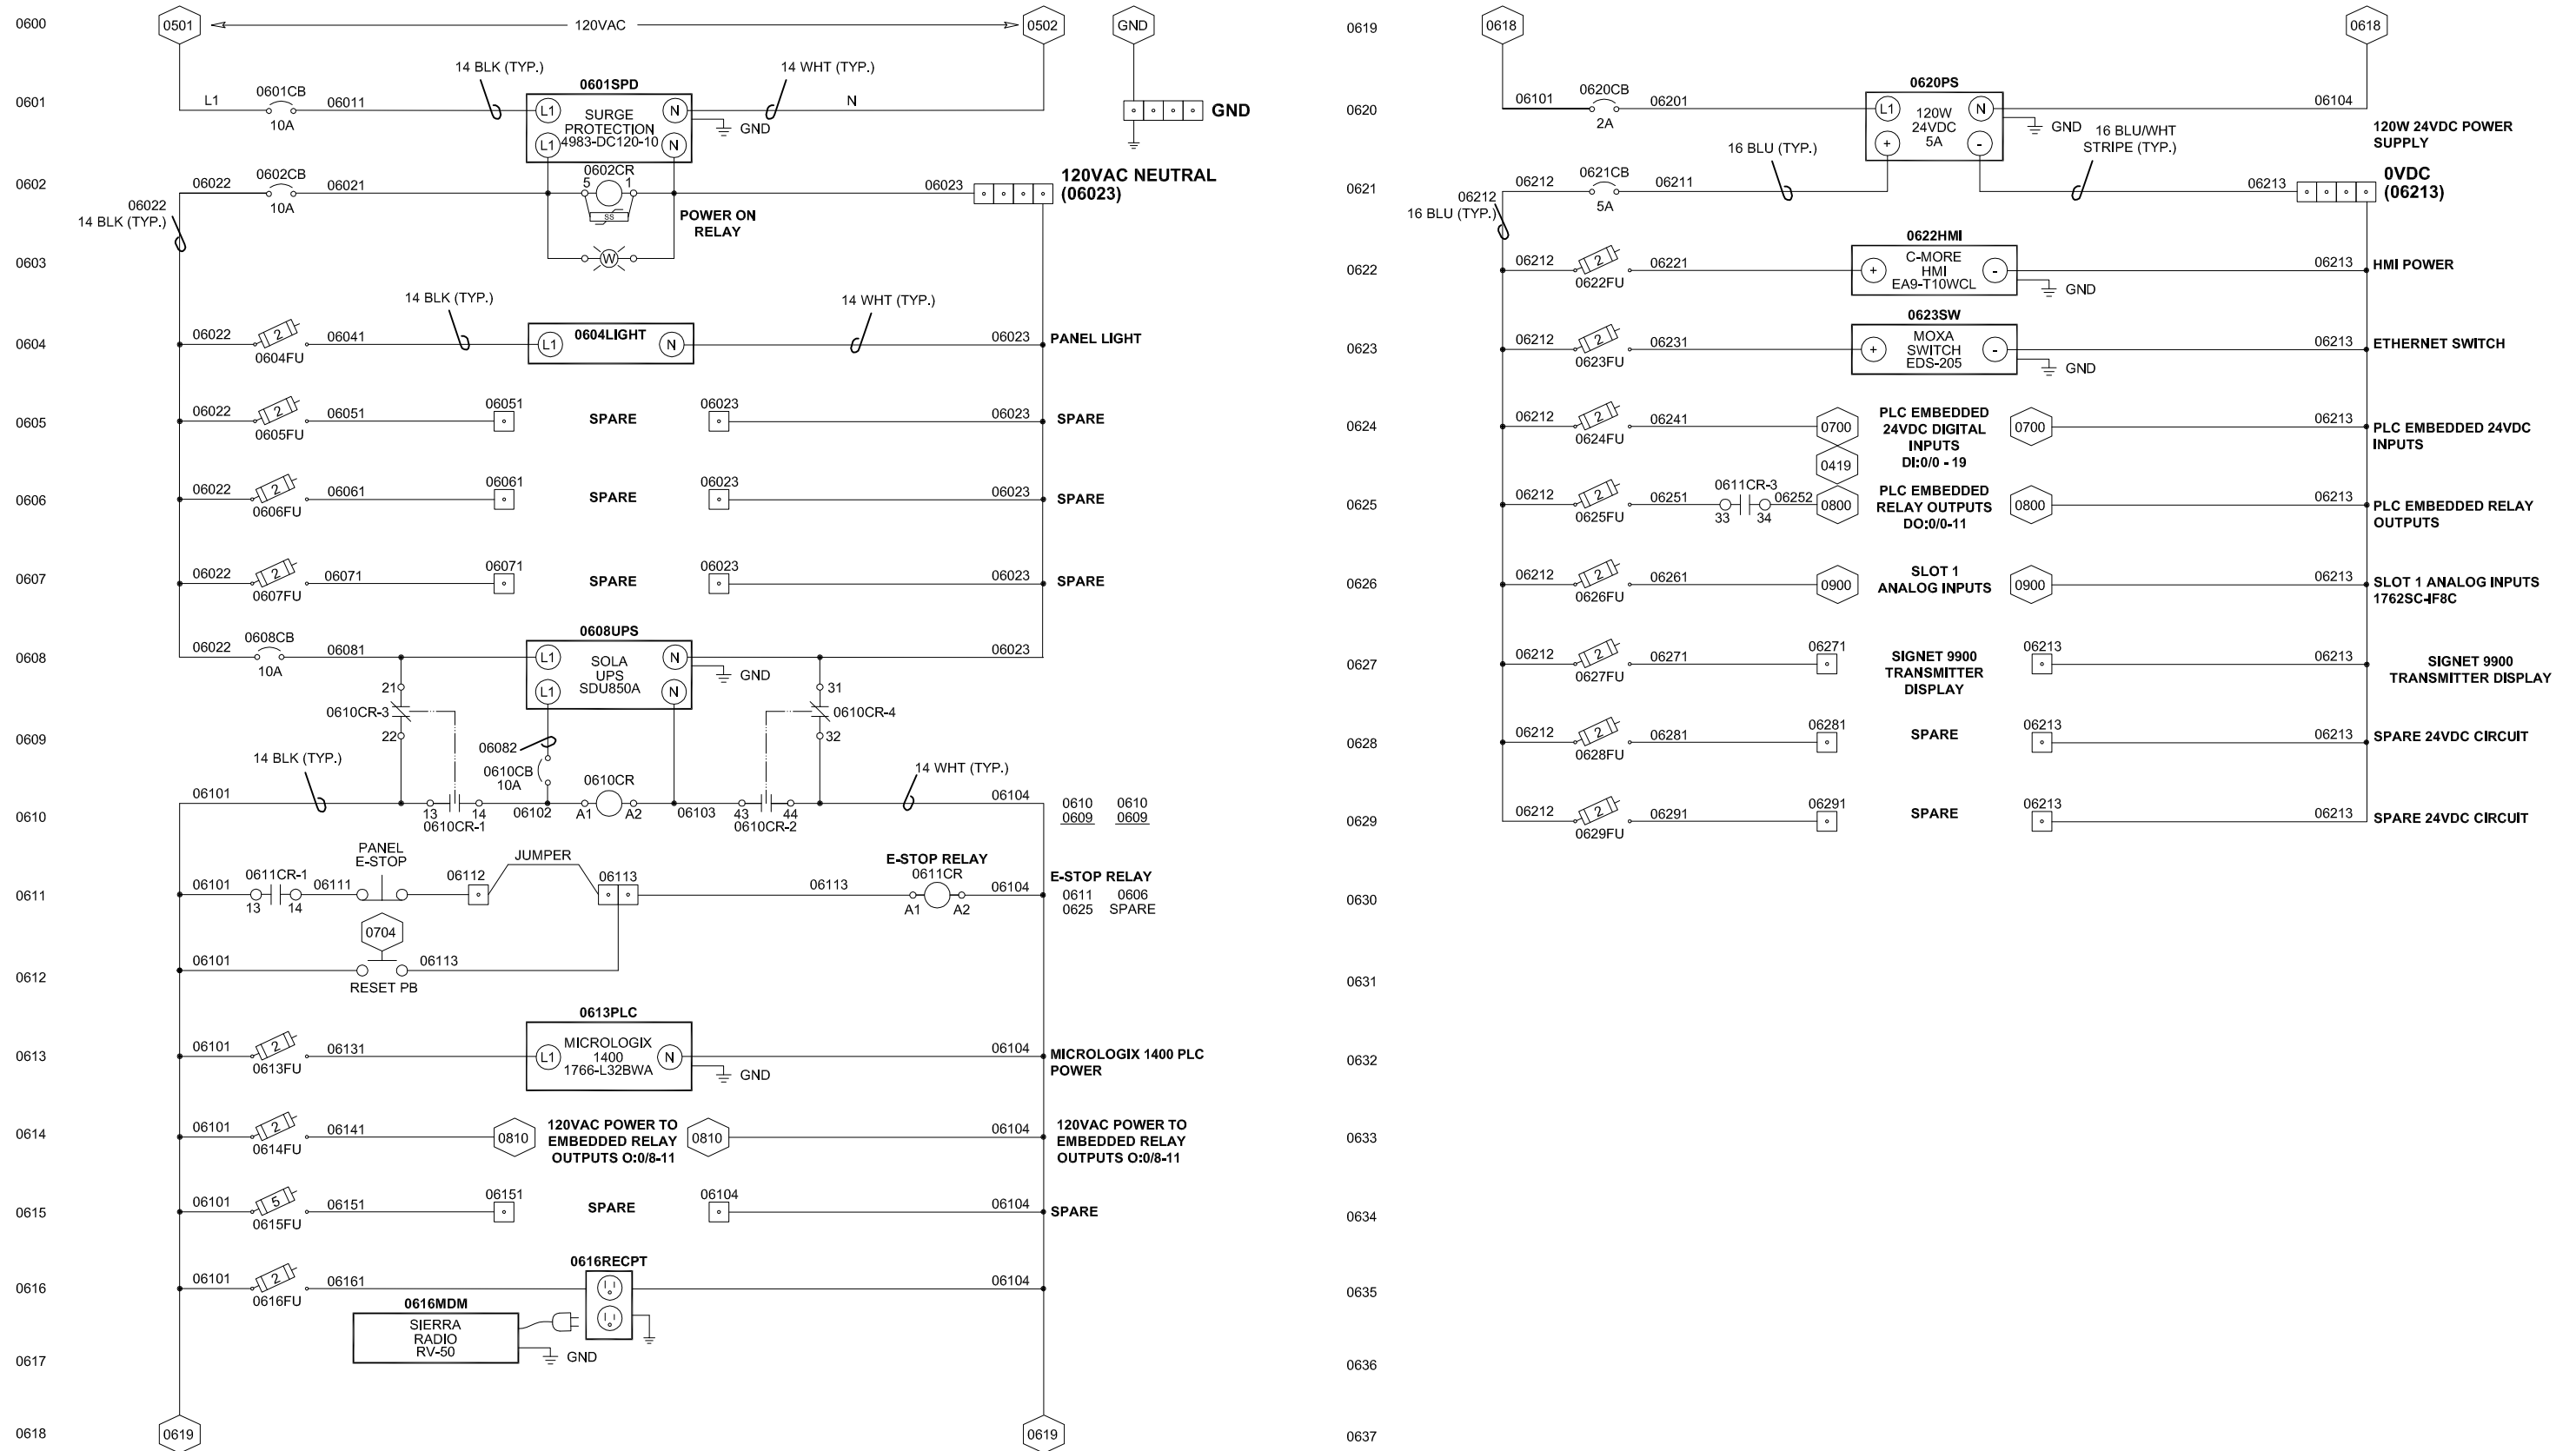 0600
0501
120VAC
0502
GND
14 BLK (TYP.)
14 WHT (TYP.)
0601SPD
0601
L1
0601CB
10A
06011
L1
SURGE
PROTECTION
4983-DC120-10
N
L1
N
GND
N
GND
0602
06022
0602CB
10A
06021
0602CR
5
1
SS
06023
120VAC NEUTRAL
(06023)
06022
14 BLK (TYP.)
POWER ON
RELAY
0603
W
14 BLK (TYP.)
14 WHT (TYP.)
0604
06022
2
0604FU
06041
L1
0604LIGHT
N
06023
PANEL LIGHT
0605
06022
2
0605FU
06051
06051
SPARE
06023
06023
SPARE
0606
06022
2
0606FU
06061
06061
SPARE
06023
06023
SPARE
0607
06022
2
0607FU
06071
06071
SPARE
06023
06023
SPARE
0608UPS
0608
06022
0608CB
10A
06081
L1
SOLA
UPS
SDU850A
N
L1
N
GND
06023
21
0610CR-3
22
31
0610CR-4
32
0609
06082
0610CB
10A
14 BLK (TYP.)
14 WHT (TYP.)
0610
06101
13
14
0610CR-1
06102
0610CR
A1
A2
06103
43
44
0610CR-2
06104
0610 0610
0609 0609
PANEL
E-STOP
JUMPER
E-STOP RELAY
0611CR
0611
06101
0611CR-1
13
14
06111
06112
06113
06113
A1
A2
06104
E-STOP RELAY
0611 0606
0625 SPARE
0704
0612
06101
06113
RESET PB
0613PLC
0613
06101
2
0613FU
06131
L1
MICROLOGIX
1400
1766-L32BWA
N
GND
06104
MICROLOGIX 1400 PLC
POWER
0614
06101
2
0614FU
06141
0810
120VAC POWER TO
EMBEDDED RELAY
OUTPUTS O:0/8-11
0810
06104
120VAC POWER TO
EMBEDDED RELAY
OUTPUTS O:0/8-11
0615
06101
5
0615FU
06151
06151
SPARE
06104
06104
SPARE
0616RECPT
0616
06101
2
0616FU
06161
06104
0616MDM
SIERRA
RADIO
RV-50
GND
0617
0618
0619
0619
0619
0618
0618
0620PS
0620
06101
0620CB
2A
06201
L1
120W
24VDC
5A
N
+
-
GND
06104
120W 24VDC POWER
SUPPLY
16 BLU (TYP.)
16 BLU/WHT
STRIPE (TYP.)
0621
06212
0621CB
5A
06211
06213
0VDC
(06213)
06212
16 BLU (TYP.)
0622HMI
0622
06212
2
0622FU
06221
+
C-MORE
HMI
EA9-T10WCL
-
GND
06213
HMI POWER
0623SW
0623
06212
2
0623FU
06231
+
MOXA
SWITCH
EDS-205
-
GND
06213
ETHERNET SWITCH
0624
06212
2
0624FU
06241
0700
PLC EMBEDDED
24VDC DIGITAL
INPUTS
DI:0/0 - 19
0700
06213
PLC EMBEDDED 24VDC
INPUTS
0419
0625
06212
2
0625FU
06251
0611CR-3
33
34
06252
0800
PLC EMBEDDED
RELAY OUTPUTS
DO:0/0-11
0800
06213
PLC EMBEDDED RELAY
OUTPUTS
0626
06212
2
0626FU
06261
0900
SLOT 1
ANALOG INPUTS
0900
06213
SLOT 1 ANALOG INPUTS
1762SC-IF8C
0627
06212
2
0627FU
06271
06271
SIGNET 9900
TRANSMITTER
DISPLAY
06213
06213
SIGNET 9900
TRANSMITTER DISPLAY
0628
06212
2
0628FU
06281
06281
SPARE
06213
06213
SPARE 24VDC CIRCUIT
0629
06212
2
0629FU
06291
06291
SPARE
06213
06213
SPARE 24VDC CIRCUIT
0630
0631
0632
0633
0634
0635
0636
0637